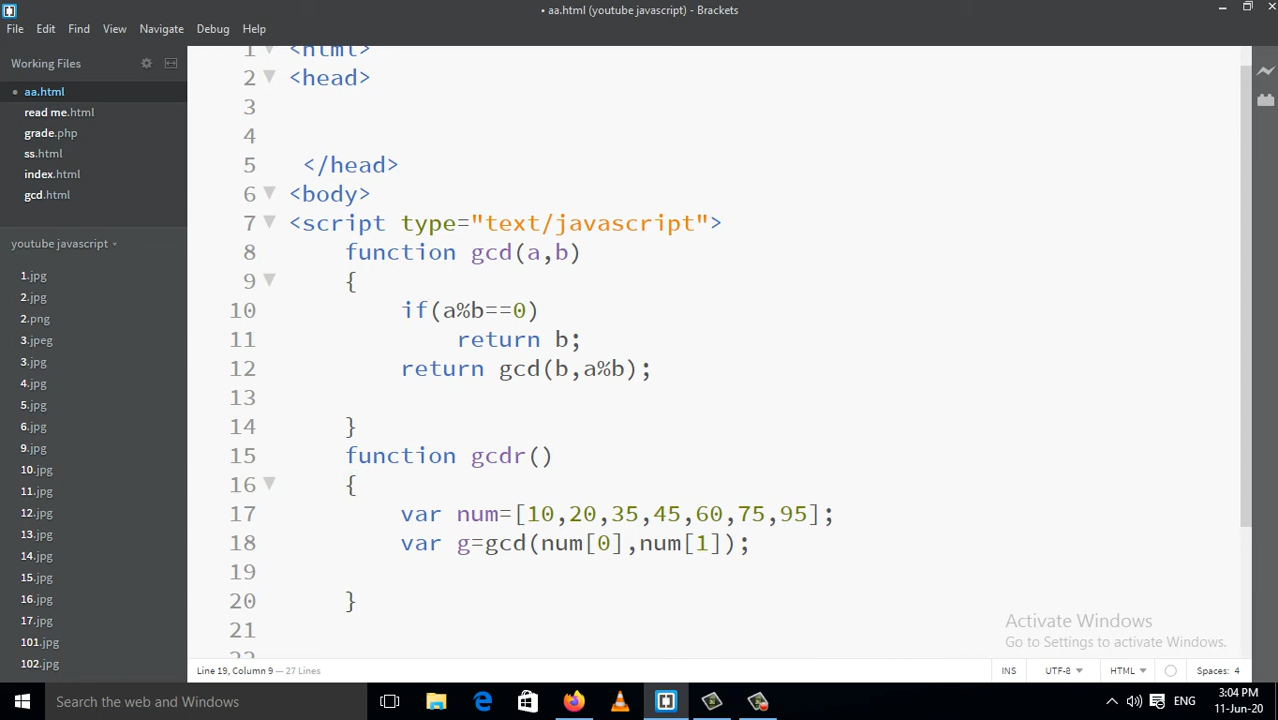 • aa.html (youtube javascript) - Brackets
File Edit Find View Navigate Debug Help
Working Files
• aa.html
read me.html
grade.php
ss.html
index.html
gcd.html
youtube javascript
1.jpg
2.jpg
2.png
3.jpeg
3.jpg
4.jpg
5.jpg
6.jpg
9.jpg
10.jpg
11.jpg
12.jpg
13.jpg
14.jpg
15.jpg
16.jpg
17.jpg
101.jpg
102.jpg
1 <html>
2 <head>
3
4
5 </head>
6 <body>
7 <script type="text/javascript">
8 function gcd(a,b)
9 {
10 if(a%b==0)
11 return b;
12 return gcd(b,a%b);
13
14 }
15 function gcdr()
16 {
17 var num=[10,20,35,45,60,75,95];
18 var g=gcd(num[0],num[1]);
19
20 }
21
22
Activate Windows
Go to Settings to activate Windows.
Line 19, Column 9 — 27 Lines
INS UTF-8 HTML Spaces: 4
Search the web and Windows
ENG
3:04 PM
11-Jun-20